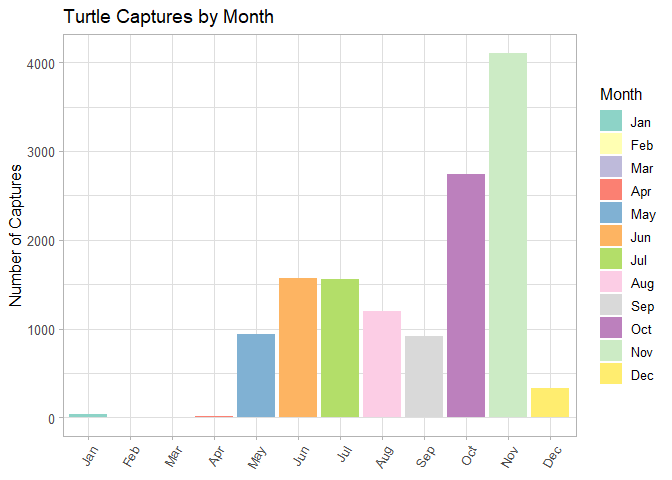 Turtle Captures by Month
Number of Captures
4000
3000
2000
1000
0
Jan
Feb
Mar
Apr
May
Jun
Jul
Aug
Sep
Oct
Nov
Dec
Month
Jan
Feb
Mar
Apr
May
Jun
Jul
Aug
Sep
Oct
Nov
Dec